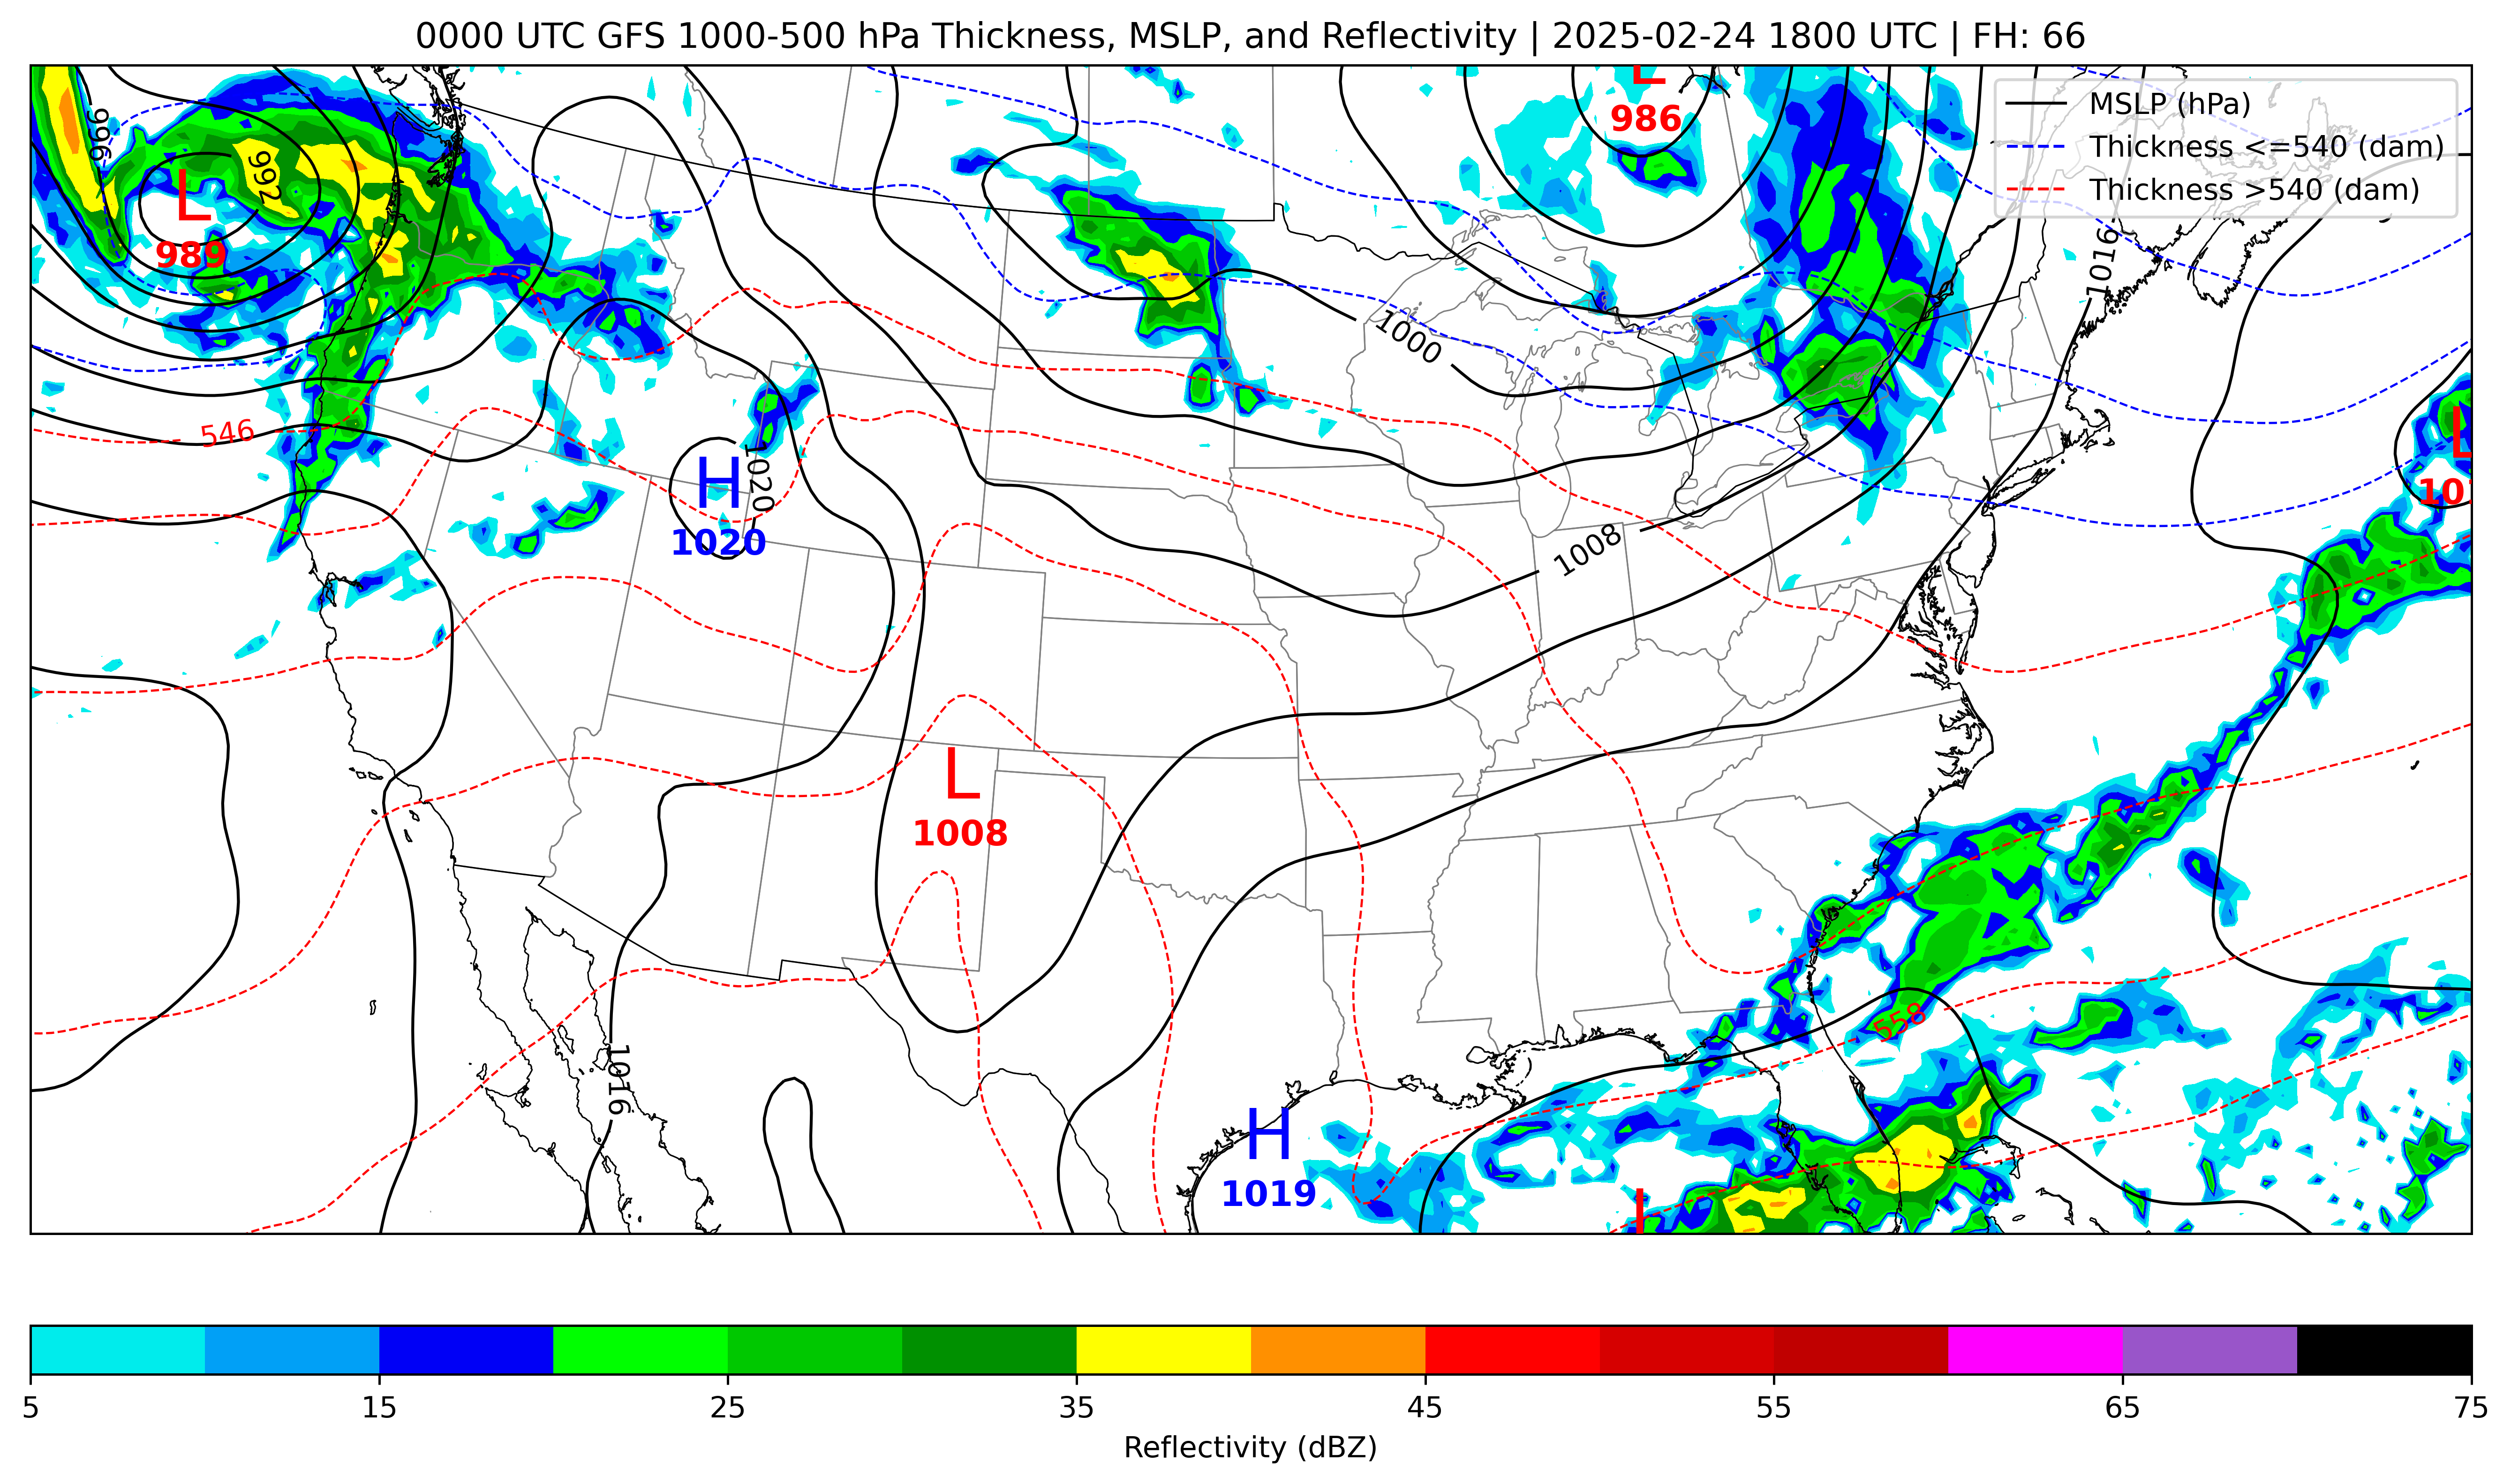 0000 UTC GFS 1000-500 hPa Thickness, MSLP, and Reflectivity | 2025-02-24 1800 UTC | FH: 66
MSLP (hPa)
Thickness <=540 (dam)
Thickness >540 (dam)
L
986
996
992
L
989
1016
1000
546
L
H
1020
1020
1008
L
1008
558
1016
H
1019
L
5
15
25
35
45
55
65
75
Reflectivity (dBZ)